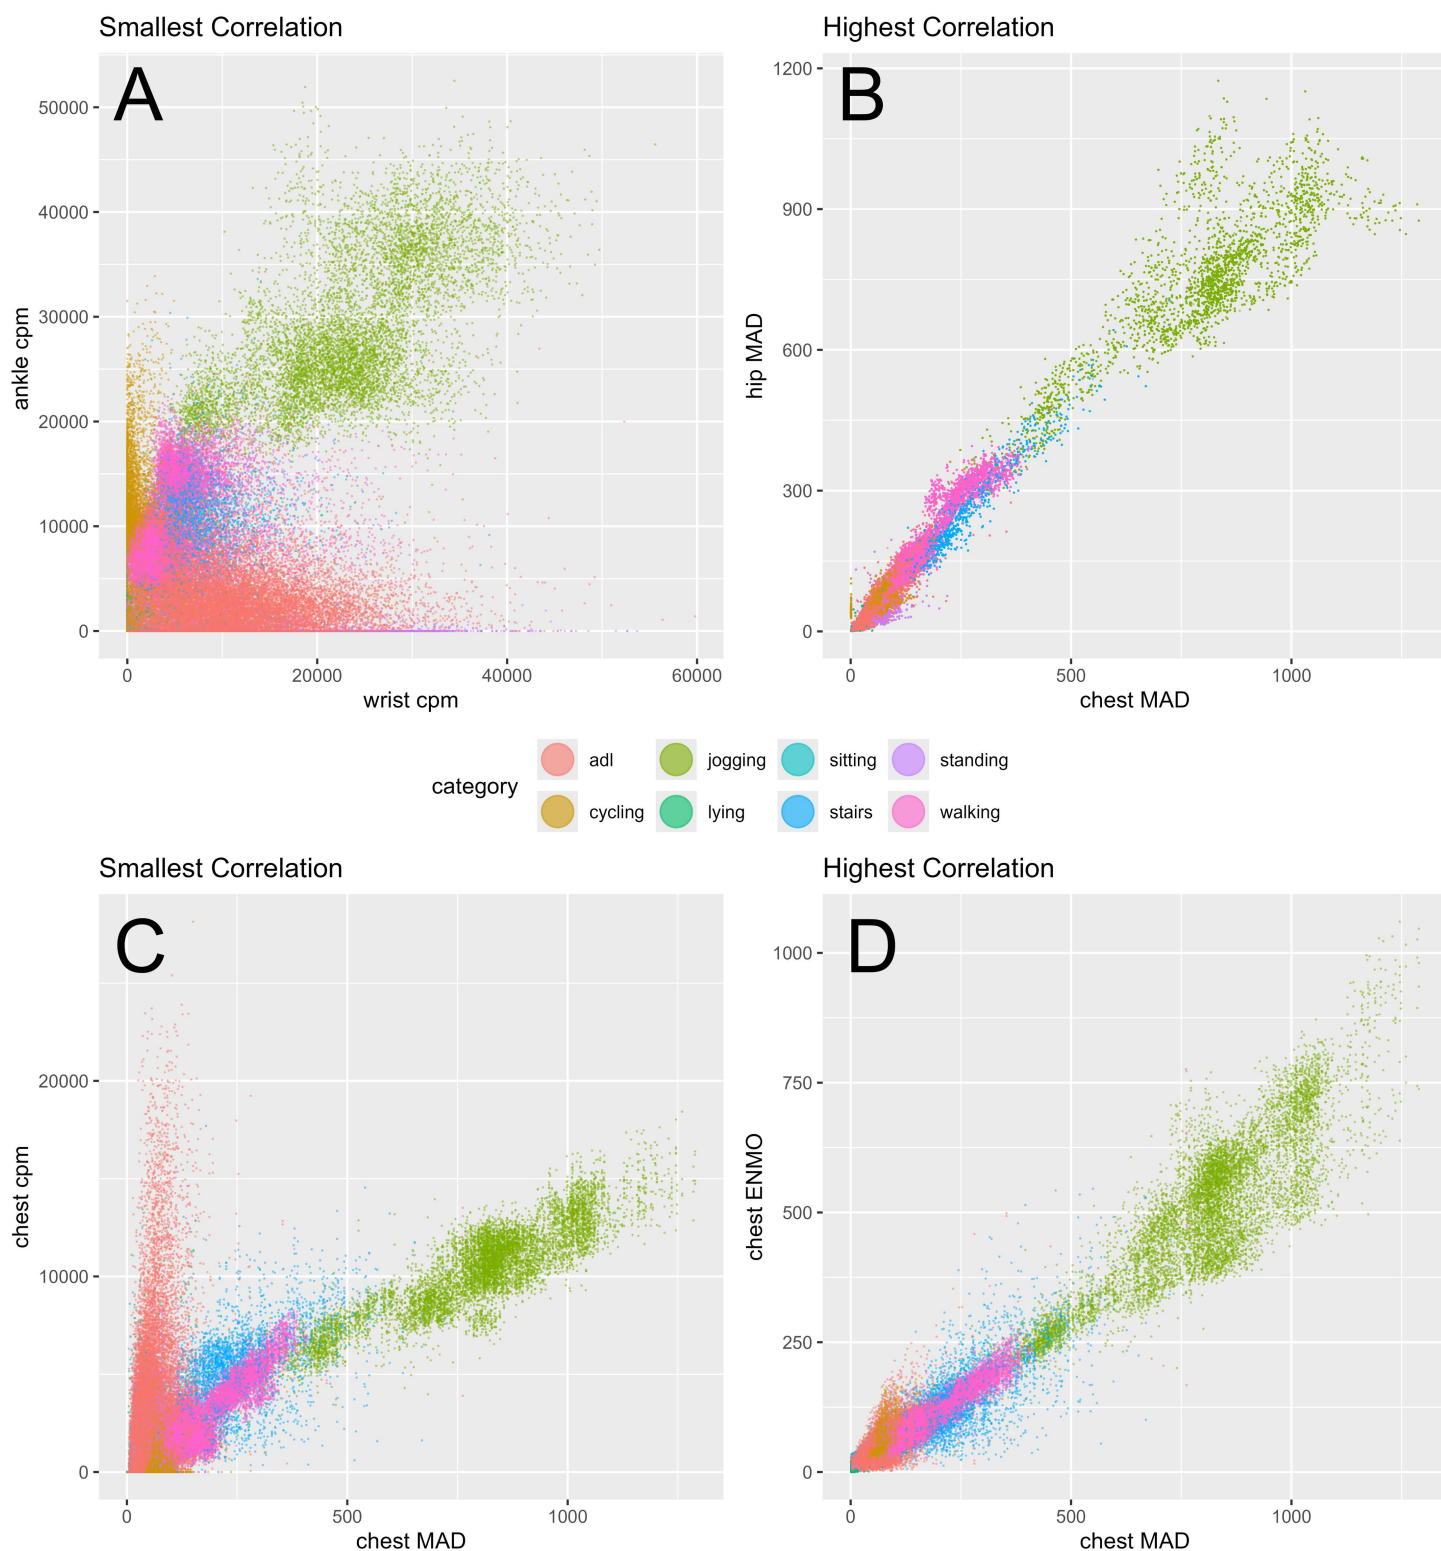 Smallest Correlation
A
50000
40000
30000
20000
10000
0
ankle cpm
0 20000 40000 60000
wrist cpm
Highest Correlation
B
1200
900
600
300
0
hip MAD
0 500 1000
chest MAD
category
adl jogging sitting standing
cycling lying stairs walking
Smallest Correlation
C
20000
10000
0
chest cpm
0 500 1000
chest MAD
Highest Correlation
D
1000
750
500
250
0
chest ENMO
0 500 1000
chest MAD